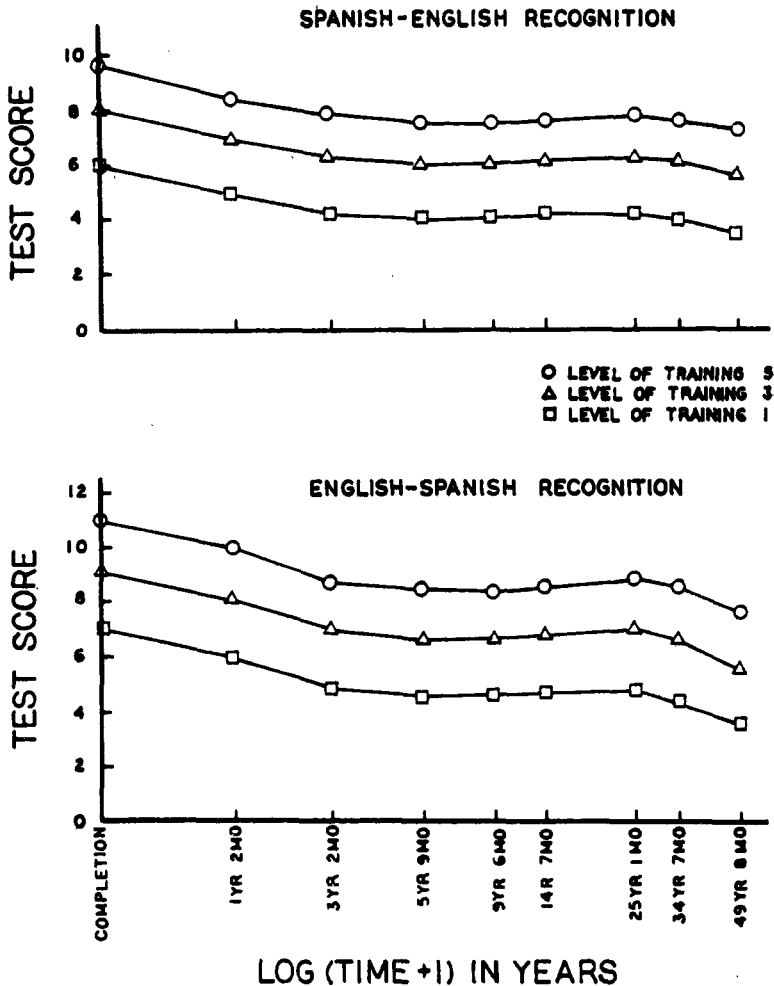 SPANISH-ENGLISH RECOGNITION
10
8
6
4
2
0
TEST SCORE
○ LEVEL OF TRAINING 5
△ LEVEL OF TRAINING 3
□ LEVEL OF TRAINING 1
ENGLISH-SPANISH RECOGNITION
12
10
8
6
4
2
0
TEST SCORE
COMPLETION
1YR 2MO
3YR 2MO
5YR 9MO
9YR 6MO
14R 7MO
25YR 1MO
34YR 7MO
49YR 8MO
LOG (TIME+1) IN YEARS